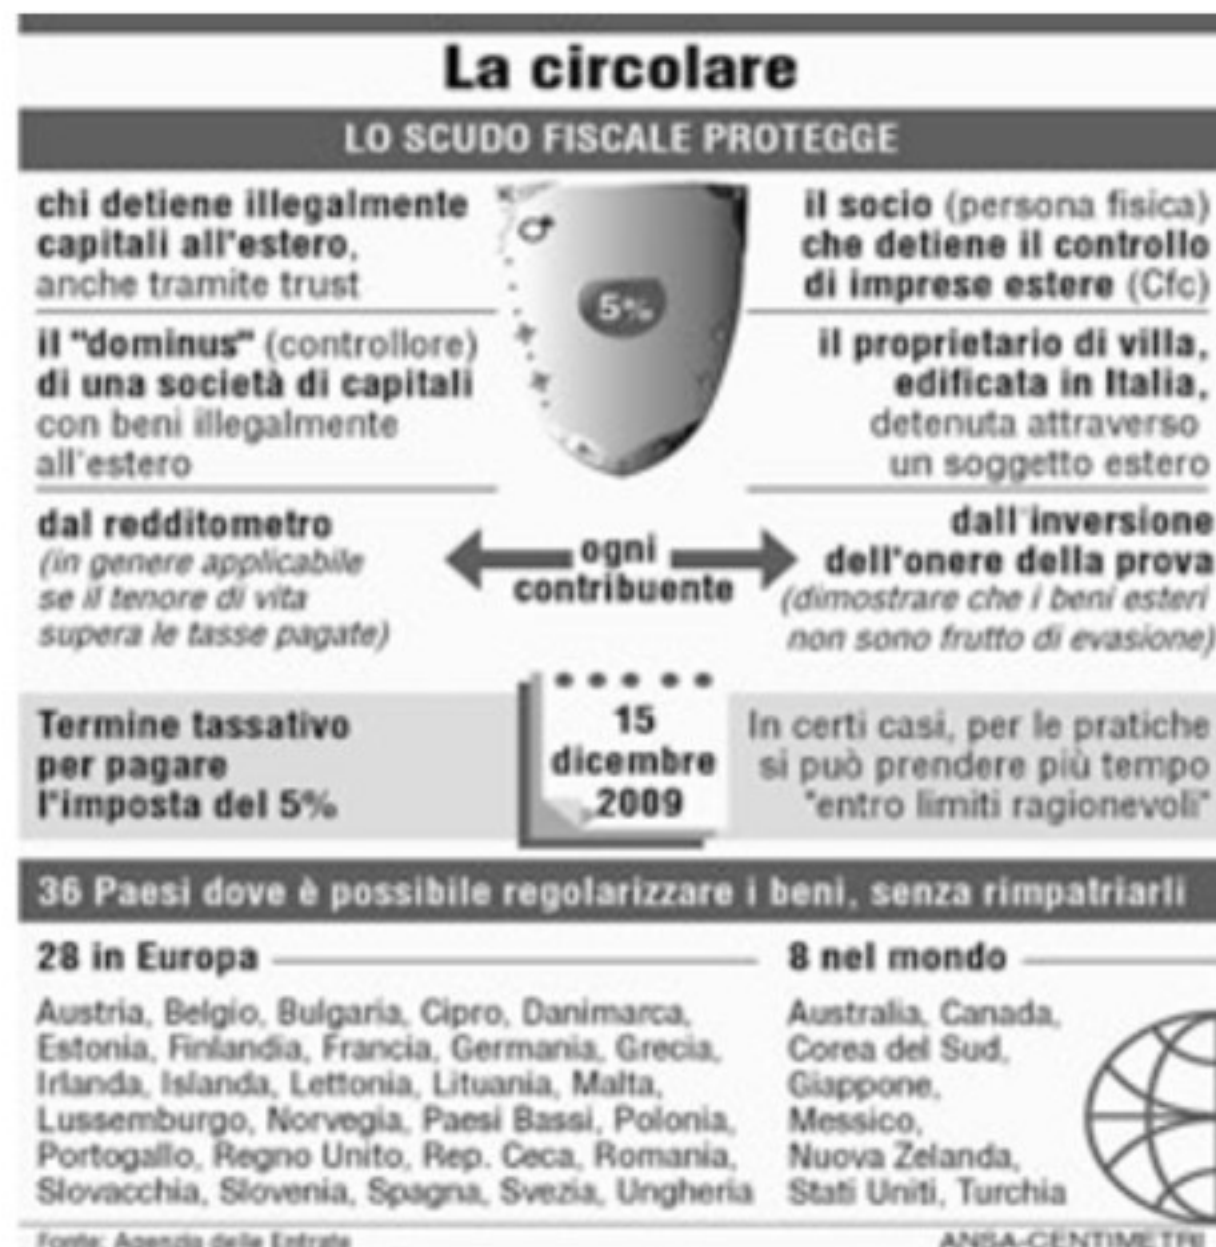 La circolare
LO SCUDO FISCALE PROTEGGE
chi detiene illegalmente
capitali all'estero,
anche tramite trust
il "dominus" (controllore)
di una società di capitali
con beni illegalmente
all'estero
5%
il socio (persona fisica)
che detiene il controllo
di imprese estere (Cfc)
il proprietario di villa,
edificata in Italia,
detenuta attraverso
un soggetto estero
dal redditometro
(in genere applicabile
se il tenore di vita
supera le tasse pagate)
ogni
contribuente
dall'inversione
dell'onere della prova
(dimostrare che i beni esteri
non sono frutto di evasione)
Termine tassativo
per pagare
l'imposta del 5%
15
dicembre
2009
In certi casi, per le pratiche
si può prendere più tempo
"entro limiti ragionevoli"
36 Paesi dove è possibile regolarizzare i beni, senza rimpatriarli
28 in Europa
Austria, Belgio, Bulgaria, Cipro, Danimarca,
Estonia, Finlandia, Francia, Germania, Grecia,
Irlanda, Islanda, Lettonia, Lituania, Malta,
Lussemburgo, Norvegia, Paesi Bassi, Polonia,
Portogallo, Regno Unito, Rep. Ceca, Romania,
Slovacchia, Slovenia, Spagna, Svezia, Ungheria
8 nel mondo
Australia, Canada,
Corea del Sud,
Giappone,
Messico,
Nuova Zelanda,
Stati Uniti, Turchia
Fonte: Agenzia delle Entrate
ANSA-CENTIMETRI